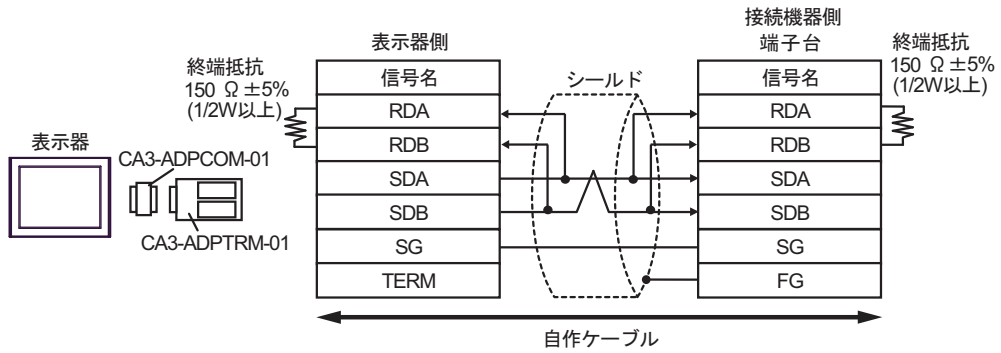 接続機器側
表示器側
端子台
終端抵抗
150 Ω ±5%
(1/2W以上)
終端抵抗
150 Ω ±5%
(1/2W以上)
信号名
シールド
信号名
RDA
RDA
RDB
RDB
表示器
CA3-ADPCOM-01
SDA
SDA
SDB
SDB
CA3-ADPTRM-01
SG
SG
TERM
FG
自作ケーブル